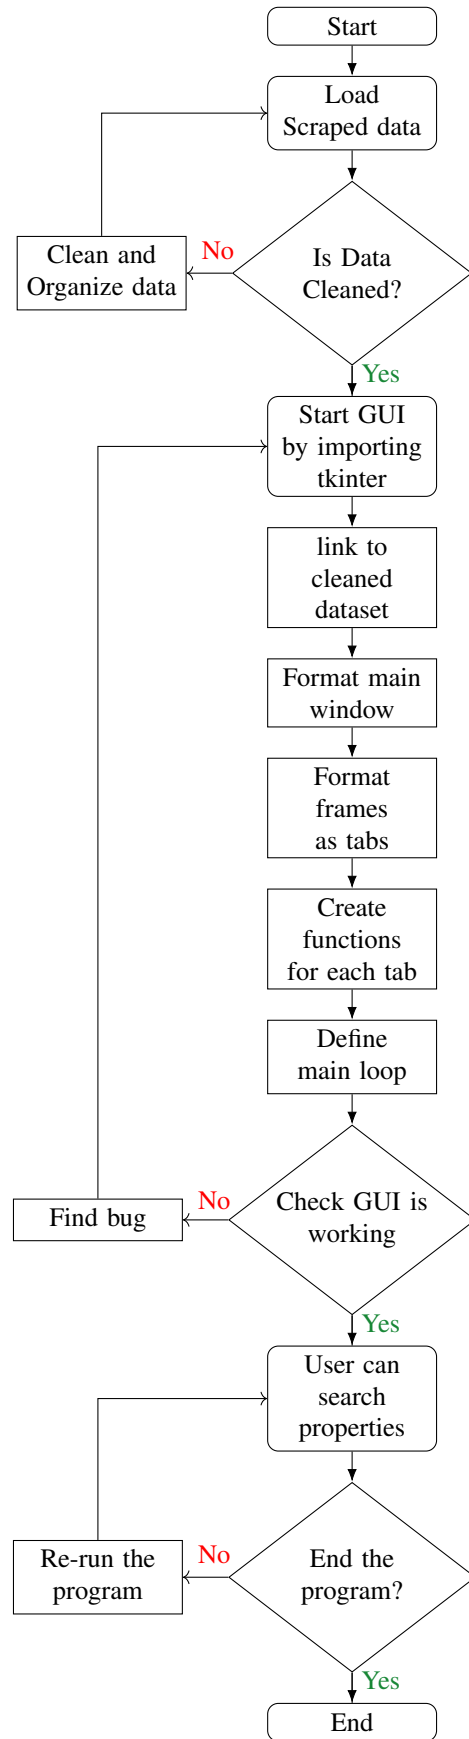 Start
Load
Scraped data
Is Data
Cleaned?
No
Clean and
Organize data
Yes
Start GUI
by importing
tkinter
link to
cleaned
dataset
Format main
window
Format
frames
as tabs
Create
functions
for each tab
Define
main loop
Check GUI is
working
No
Find bug
Yes
User can
search
properties
End the
program?
No
Re-run the
program
Yes
End